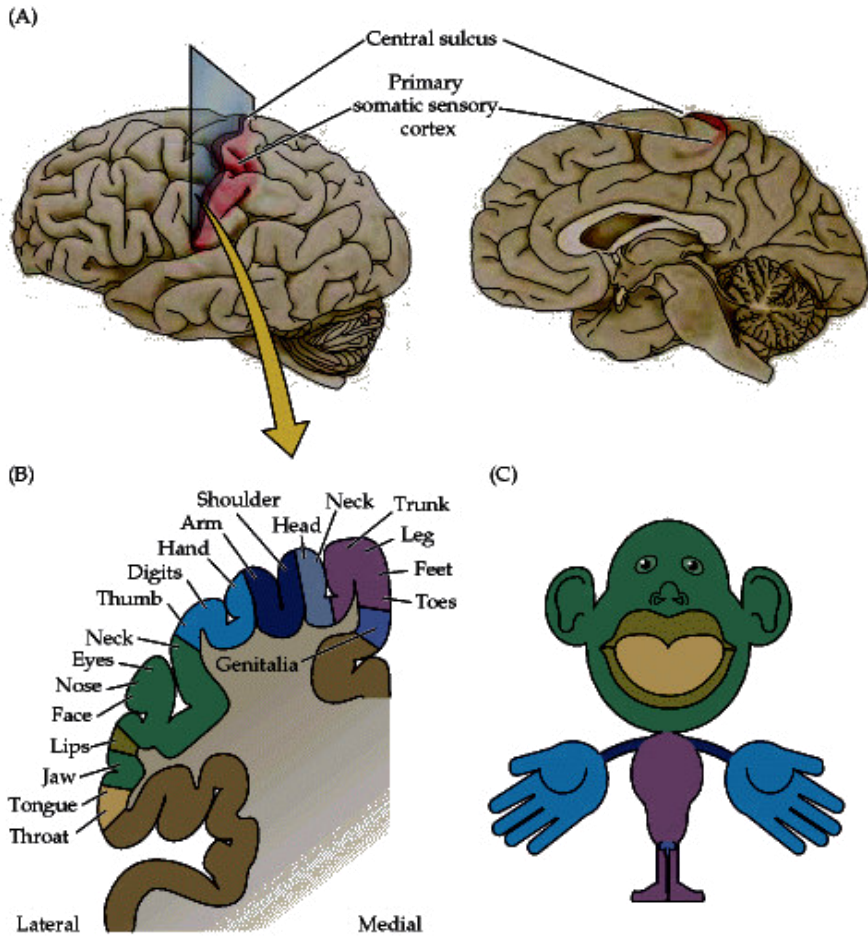 (A)
Central sulcus
Primary
somatic sensory
cortex
(B)
(C)
Shoulder
Neck
Trunk
Arm
Head
Leg
Hand
Feet
Digits
Toes
Thumb
Neck
Genitalia
Eyes
Nose
Face
Lips
Jaw
Tongue
Throat
Lateral
Medial